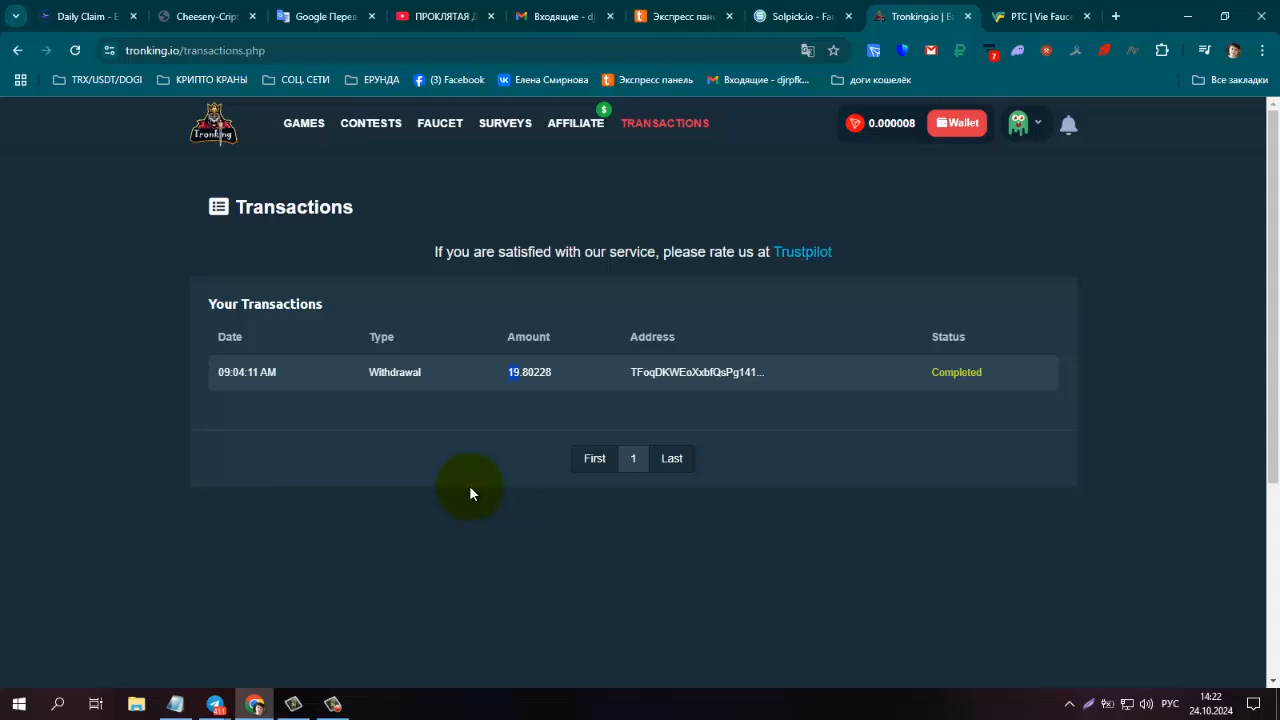 Daily Claim - E
Cheesery-Cript
Google Перев
ПРОКЛЯТАЯ Д
Входящие - dj
Экспресс пан
Solpick.io - Fau
Tronking.io | E
PTC | Vie Fauce
tronking.io/transactions.php
7
TRX/USDT/DOGI
КРИПТО КРАНЫ
СОЦ. СЕТИ
ЕРУНДА
(3) Facebook
Елена Смирнова
Экспресс панель
Входящие - djrpfk...
доги кошелёк
Все закладки
Tronking
GAMES
CONTESTS
FAUCET
SURVEYS
AFFILIATE
$
TRANSACTIONS
0.000008
Wallet
Transactions
If you are satisfied with our service, please rate us at Trustpilot
Your Transactions
Date Type Amount Address Status
09:04:11 AM Withdrawal 19.80228 TFoqDKWEoXxbfQsPg141... Completed
First 1 Last
РУС
14:22
24.10.2024